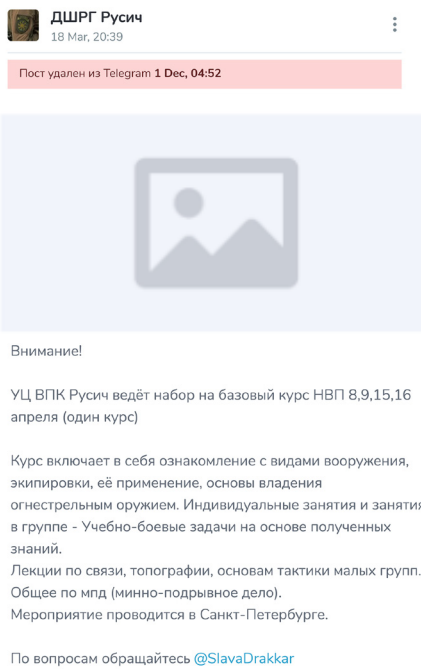 ДШРГ Русич
18 Mar, 20:39
Пост удален из Telegram 1 Dec, 04:52
Внимание!
УЦ ВПК Русич ведёт набор на базовый курс НВП 8,9,15,16
апреля (один курс)
Курс включает в себя ознакомление с видами вооружения,
экипировки, её применение, основы владения
огнестрельным оружием. Индивидуальные занятия и занятия
в группе - Учебно-боевые задачи на основе полученных
знаний.
Лекции по связи, топографии, основам тактики малых групп.
Общее по мпд (минно-подрывное дело).
Мероприятие проводится в Санкт-Петербурге.
По вопросам обращайтесь @SlavaDrakkar